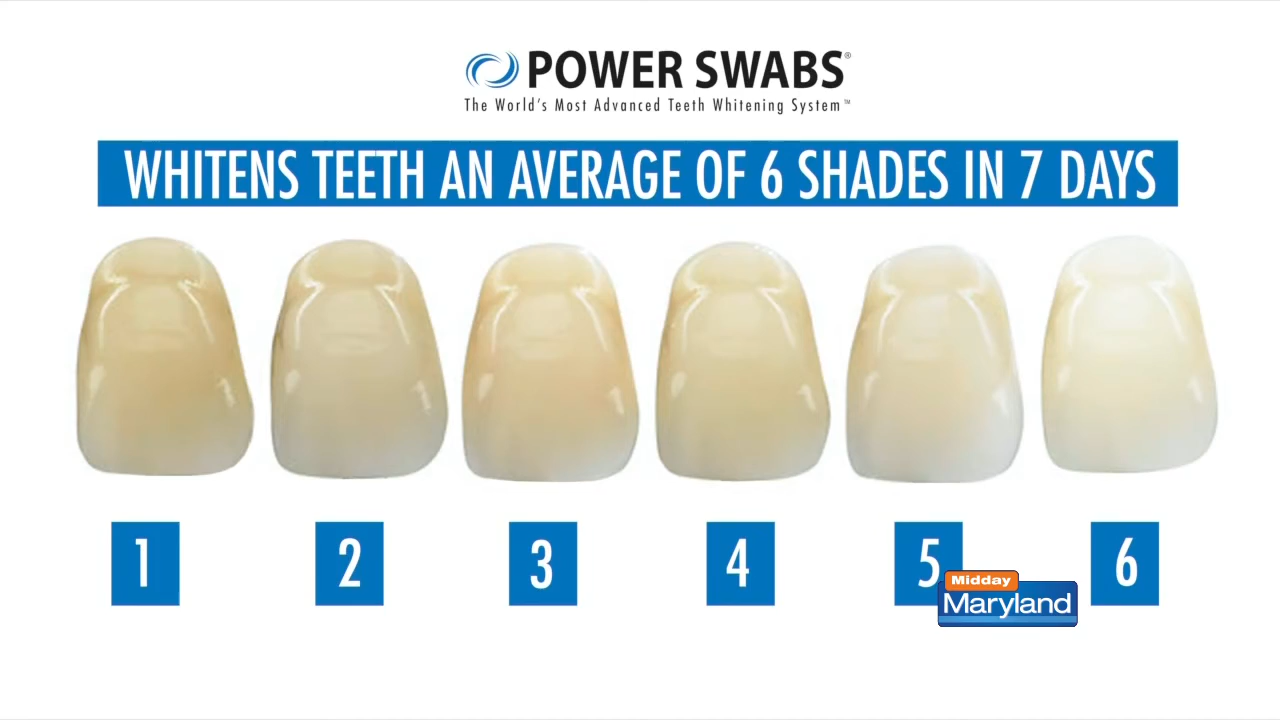 POWER SWABS®
The World's Most Advanced Teeth Whitening System™
WHITENS TEETH AN AVERAGE OF 6 SHADES IN 7 DAYS
1 2 3 4 5 6
Midday
Maryland